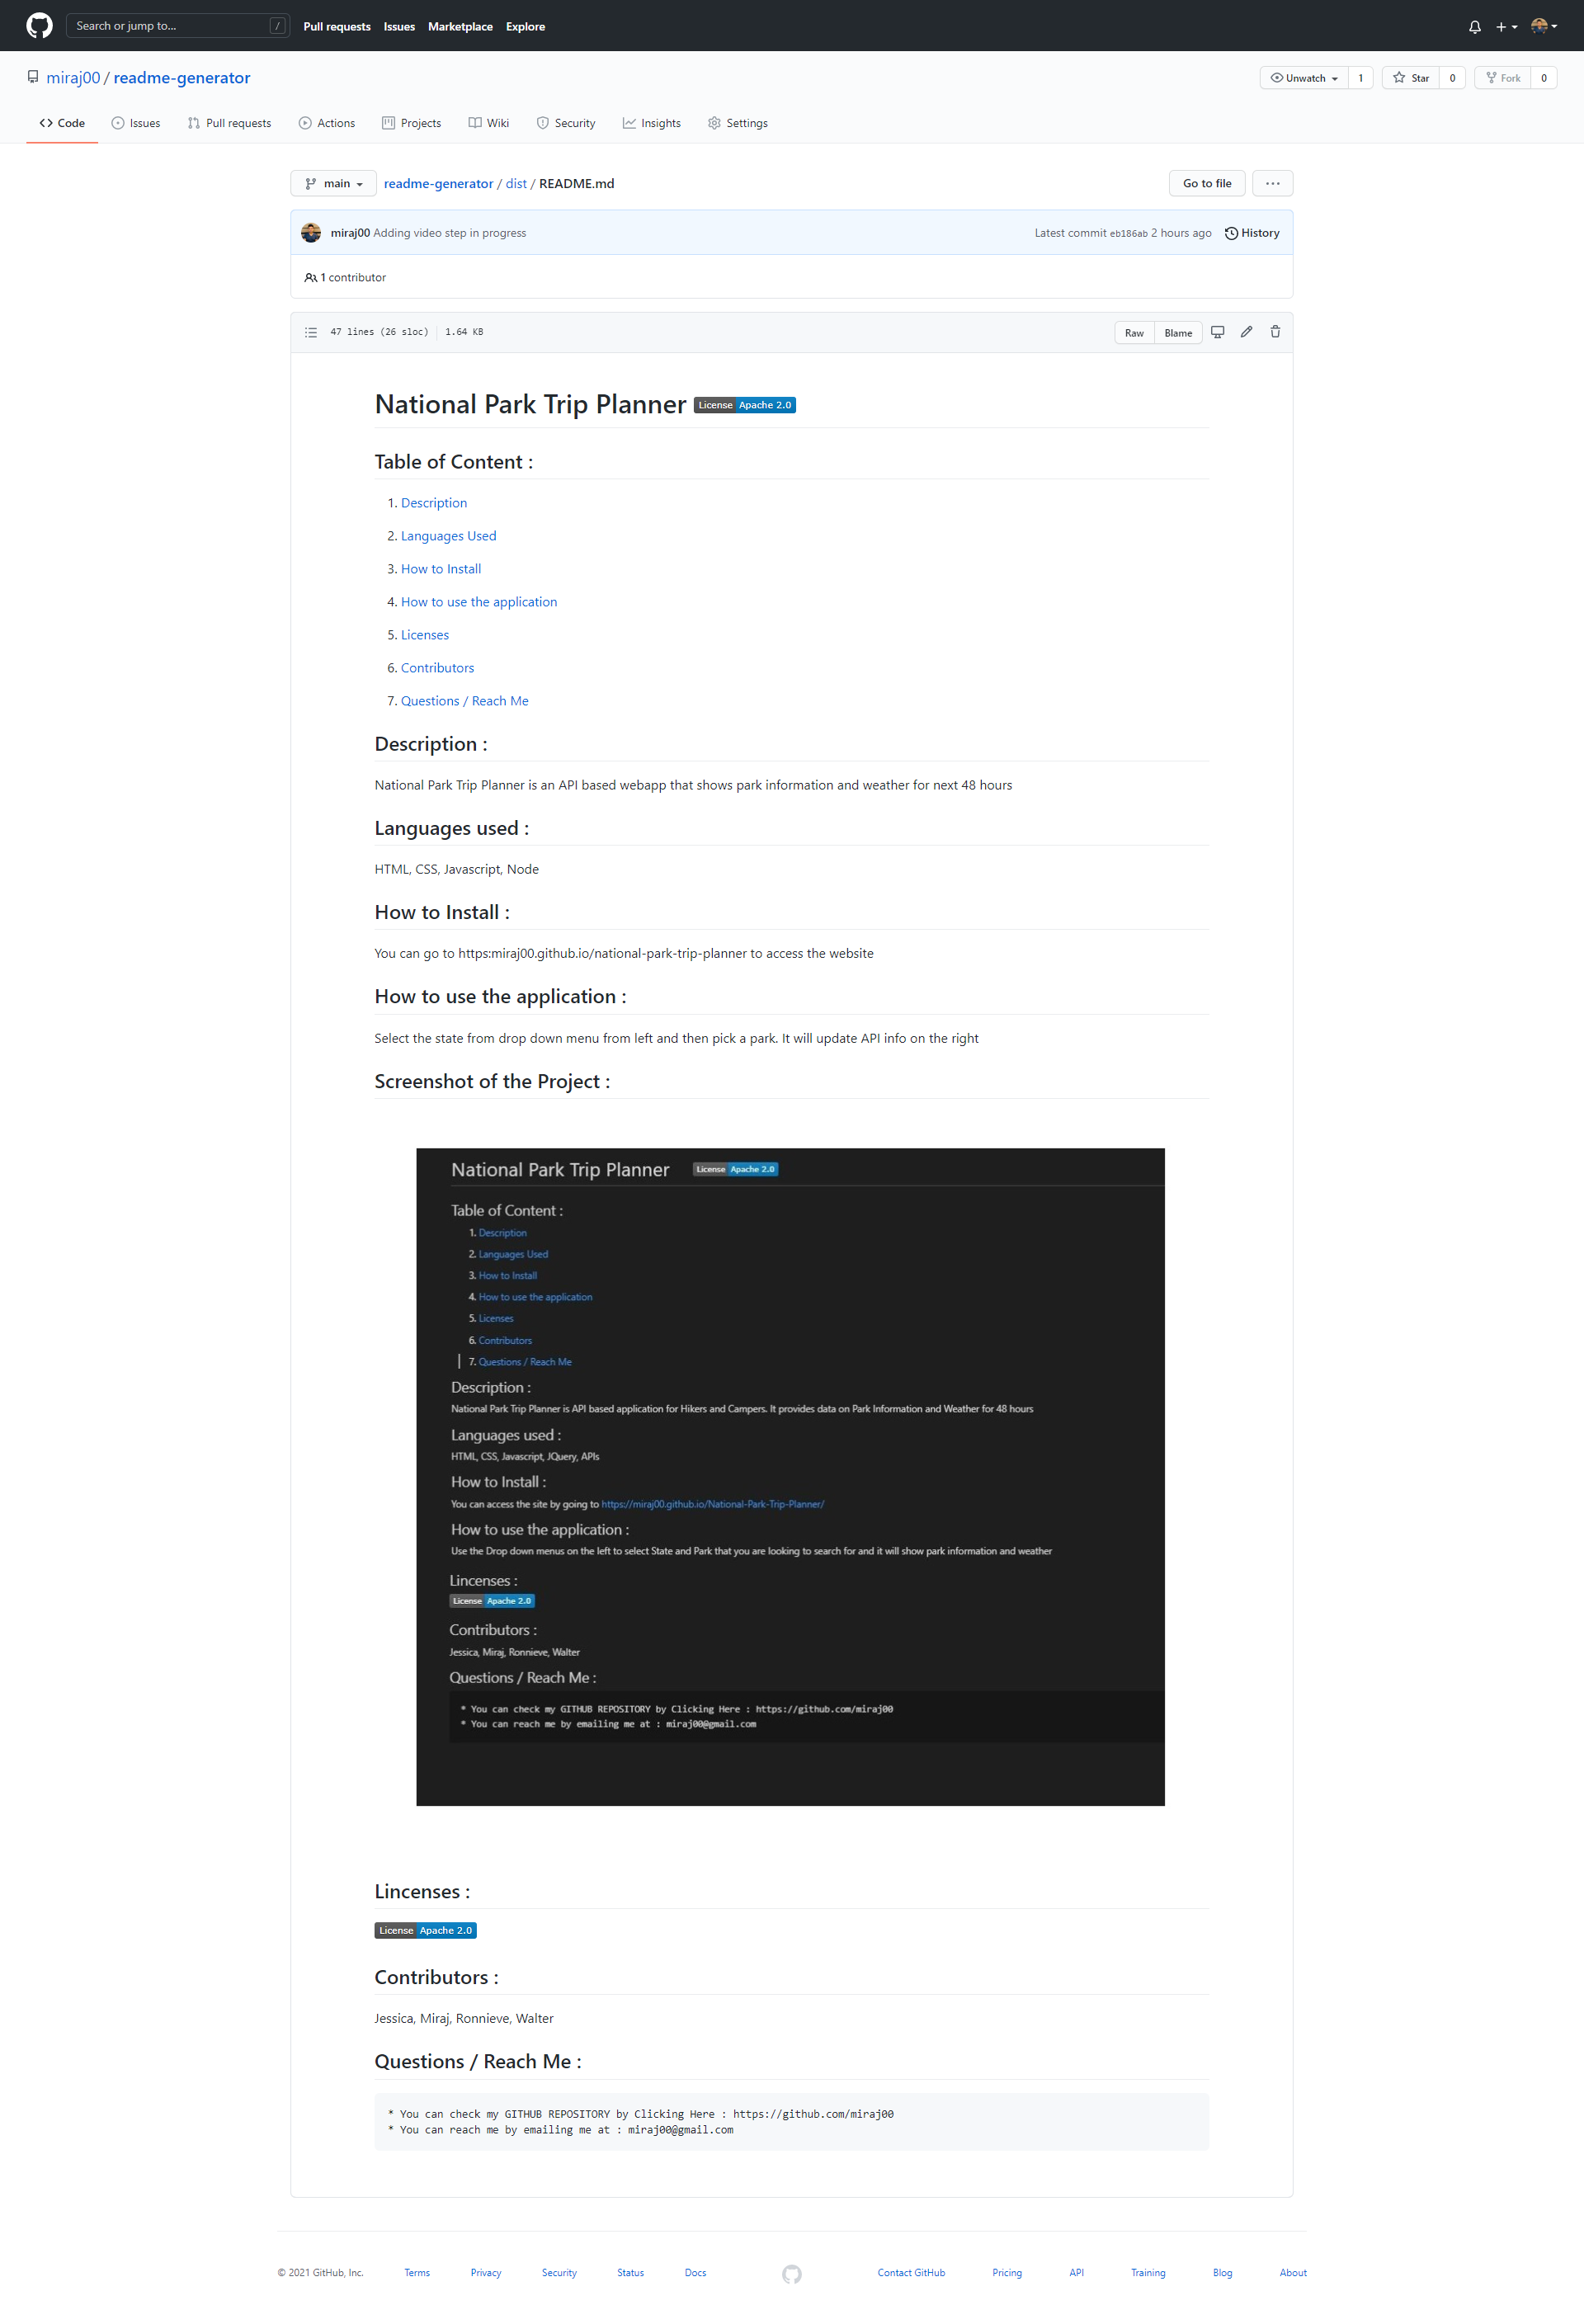 Search or jump to... /
Pull requests Issues Marketplace Explore
miraj00 / readme-generator
Unwatch 1 Star 0 Fork 0
Code Issues Pull requests Actions Projects Wiki Security Insights Settings
main readme-generator / dist / README.md Go to file ...
miraj00 Adding video step in progress Latest commit eb186ab 2 hours ago History
1 contributor
47 lines (26 sloc) 1.64 KB Raw Blame
National Park Trip Planner License Apache 2.0
Table of Content :
1. Description
2. Languages Used
3. How to Install
4. How to use the application
5. Licenses
6. Contributors
7. Questions / Reach Me
Description :
National Park Trip Planner is an API based webapp that shows park information and weather for next 48 hours
Languages used :
HTML, CSS, Javascript, Node
How to Install :
You can go to https:miraj00.github.io/national-park-trip-planner to access the website
How to use the application :
Select the state from drop down menu from left and then pick a park. It will update API info on the right
Screenshot of the Project :
National Park Trip Planner License Apache 2.0
Table of Content :
1. Description
2. Languages Used
3. How to Install
4. How to use the application
5. Licenses
6. Contributors
7. Questions / Reach Me
Description :
National Park Trip Planner is API based application for Hikers and Campers. It provides data on Park Information and Weather for 48 hours
Languages used :
HTML, CSS, Javascript, JQuery, APIs
How to Install :
You can access the site by going to https://miraj00.github.io/National-Park-Trip-Planner/
How to use the application :
Use the Drop down menus on the left to select State and Park that you are looking to search for and it will show park information and weather
Lincenses :
License Apache 2.0
Contributors :
Jessica, Miraj, Ronnieve, Walter
Questions / Reach Me :
* You can check my GITHUB REPOSITORY by Clicking Here : https://github.com/miraj00
* You can reach me by emailing me at : miraj00@gmail.com
Lincenses :
License Apache 2.0
Contributors :
Jessica, Miraj, Ronnieve, Walter
Questions / Reach Me :
* You can check my GITHUB REPOSITORY by Clicking Here : https://github.com/miraj00
* You can reach me by emailing me at : miraj00@gmail.com
© 2021 GitHub, Inc. Terms Privacy Security Status Docs Contact GitHub Pricing API Training Blog About